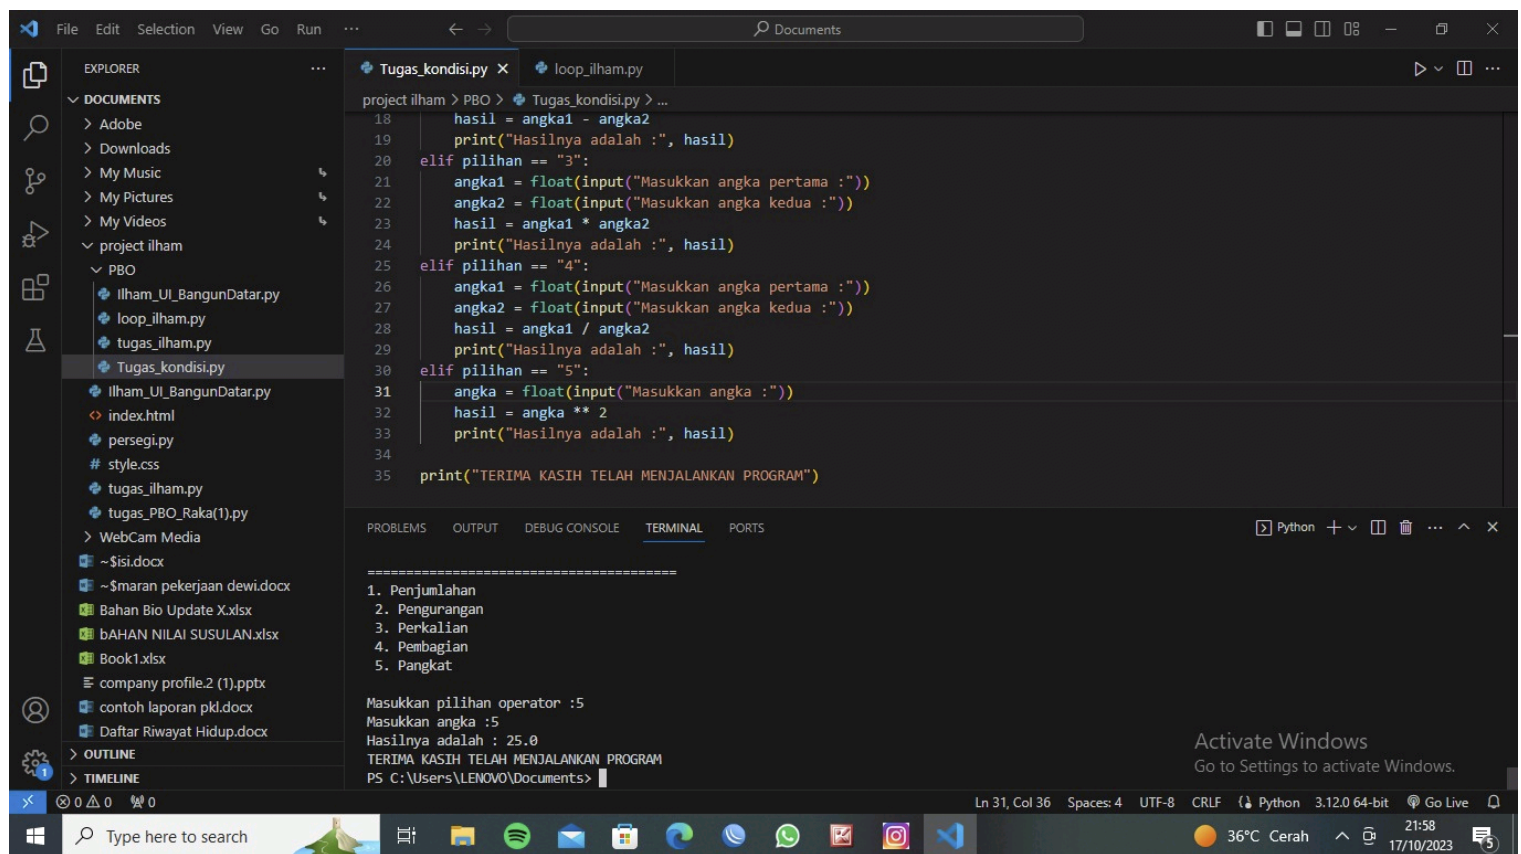 File Edit Selection View Go Run ··· Documents
EXPLORER ···
DOCUMENTS
Adobe
Downloads
My Music
My Pictures
My Videos
project ilham
PBO
Ilham_UI_BangunDatar.py
loop_ilham.py
tugas_ilham.py
Tugas_kondisi.py
Ilham_UI_BangunDatar.py
index.html
persegi.py
style.css
tugas_ilham.py
tugas_PBO_Raka(1).py
WebCam Media
~$isi.docx
~$maran pekerjaan dewi.docx
Bahan Bio Update X.xlsx
bAHAN NILAI SUSULAN.xlsx
Book1.xlsx
company profile.2 (1).pptx
contoh laporan pkl.docx
Daftar Riwayat Hidup.docx
OUTLINE
TIMELINE
Tugas_kondisi.py loop_ilham.py
project ilham > PBO > Tugas_kondisi.py > ...
18 hasil = angka1 - angka2
19 print("Hasilnya adalah :", hasil)
20 elif pilihan == "3":
21 angka1 = float(input("Masukkan angka pertama :"))
22 angka2 = float(input("Masukkan angka kedua :"))
23 hasil = angka1 * angka2
24 print("Hasilnya adalah :", hasil)
25 elif pilihan == "4":
26 angka1 = float(input("Masukkan angka pertama :"))
27 angka2 = float(input("Masukkan angka kedua :"))
28 hasil = angka1 / angka2
29 print("Hasilnya adalah :", hasil)
30 elif pilihan == "5":
31 angka = float(input("Masukkan angka :"))
32 hasil = angka ** 2
33 print("Hasilnya adalah :", hasil)
34
35 print("TERIMA KASIH TELAH MENJALANKAN PROGRAM")
PROBLEMS OUTPUT DEBUG CONSOLE TERMINAL PORTS Python
========================================
1. Penjumlahan
2. Pengurangan
3. Perkalian
4. Pembagian
5. Pangkat
Masukkan pilihan operator :5
Masukkan angka :5
Hasilnya adalah : 25.0
TERIMA KASIH TELAH MENJALANKAN PROGRAM
PS C:\Users\LENOVO\Documents>
Activate Windows
Go to Settings to activate Windows.
1
0 0 0 Ln 31, Col 36 Spaces: 4 UTF-8 CRLF Python 3.12.0 64-bit Go Live
Type here to search 36°C Cerah 21:58
17/10/2023 5